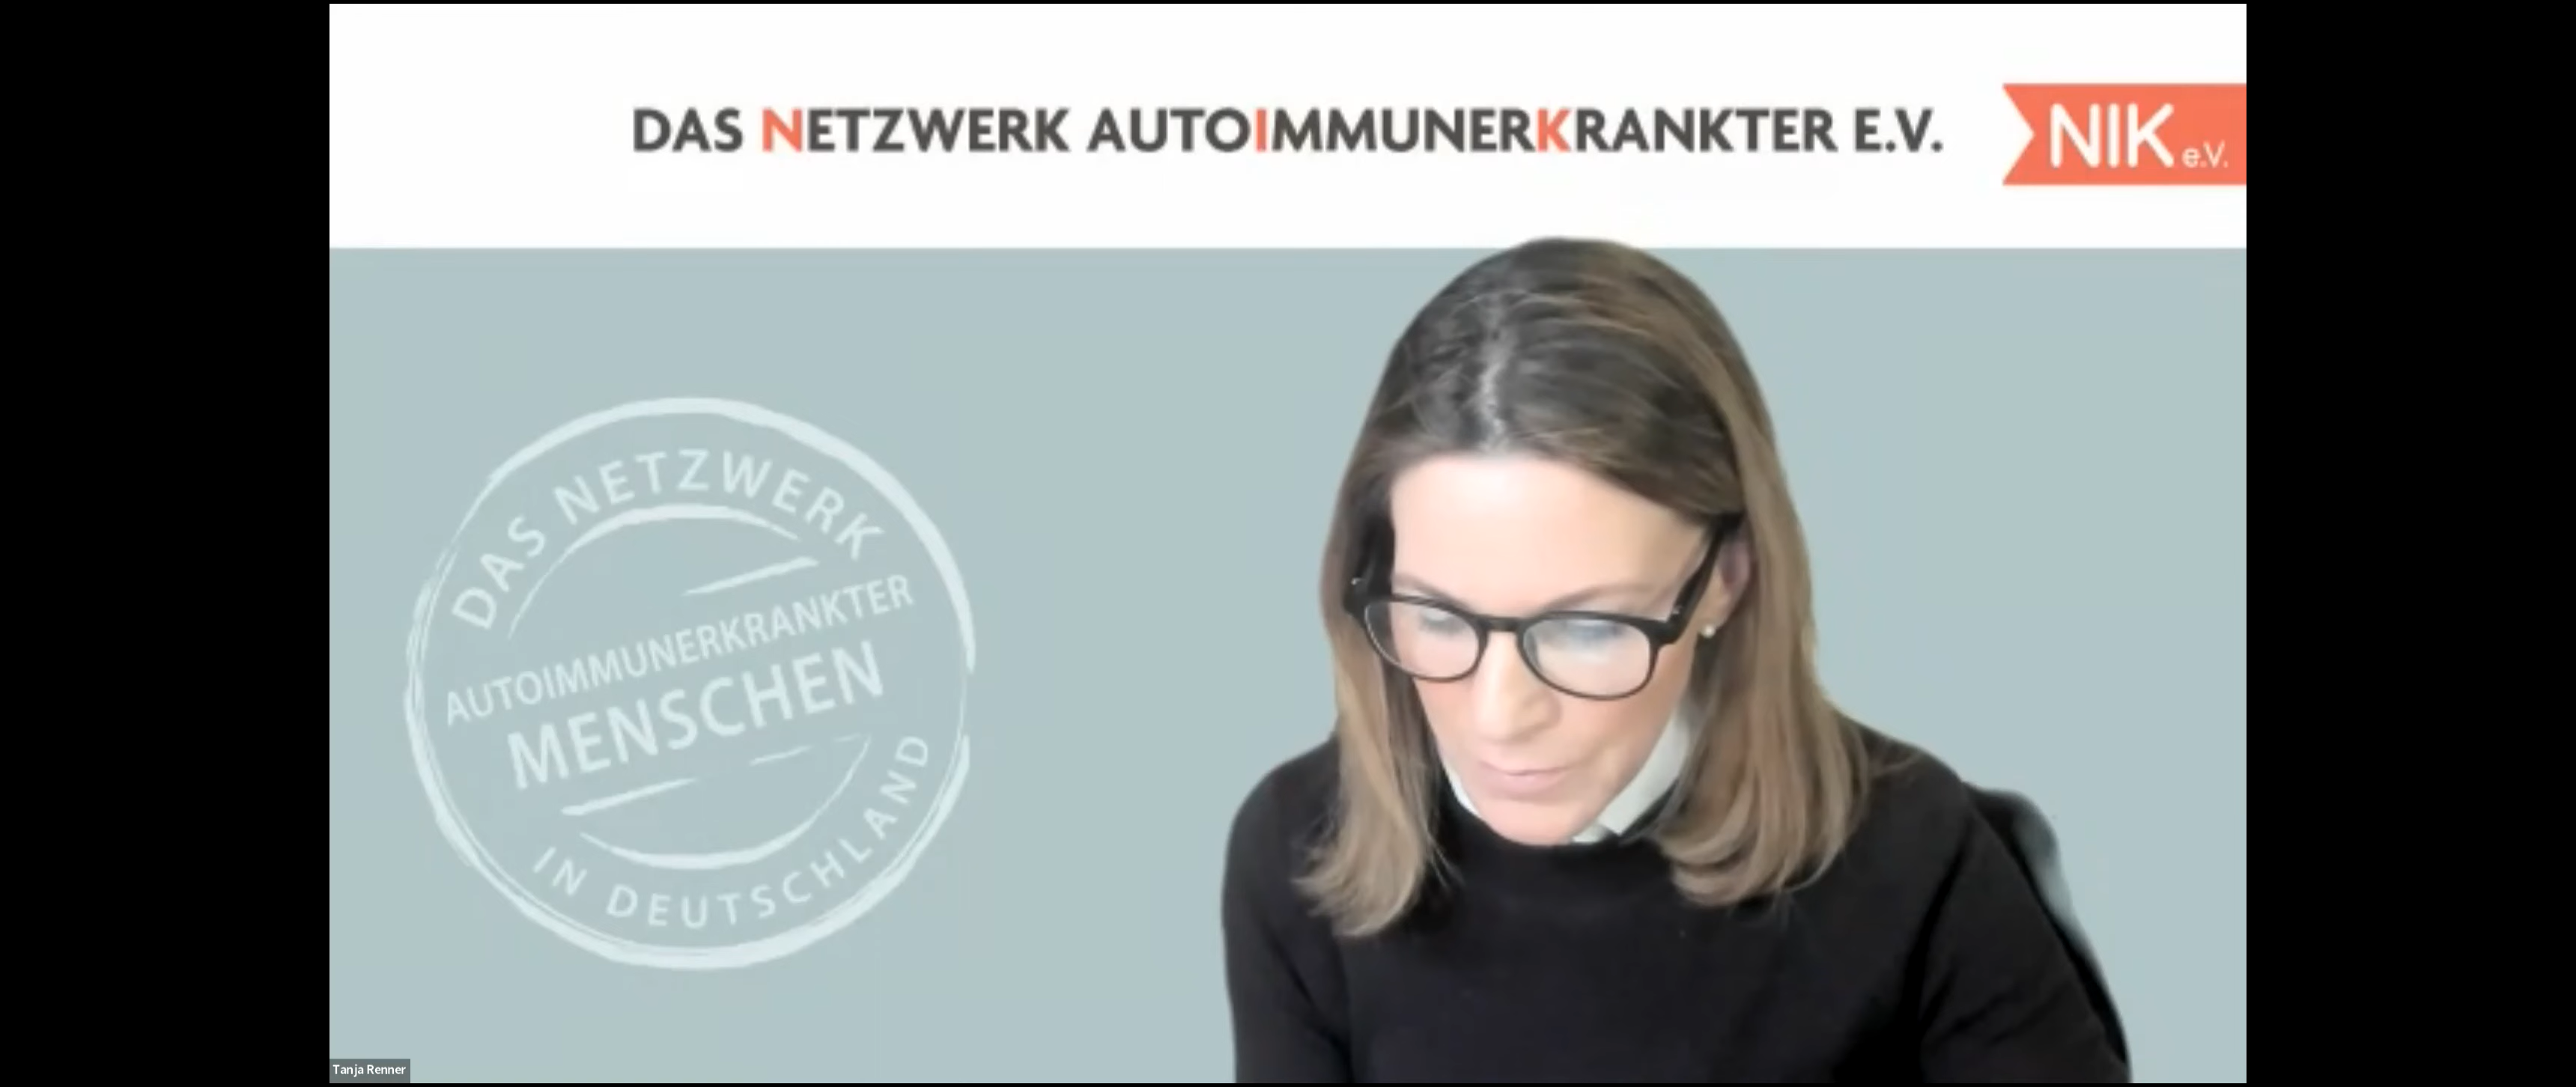 DAS NETZWERK AUTOIMMUNERKRANKTER E.V.
NIK e.V.
DAS NETZWERK
AUTOIMMUNERKRANKTER
MENSCHEN
IN DEUTSCHLAND
Tanja Renner